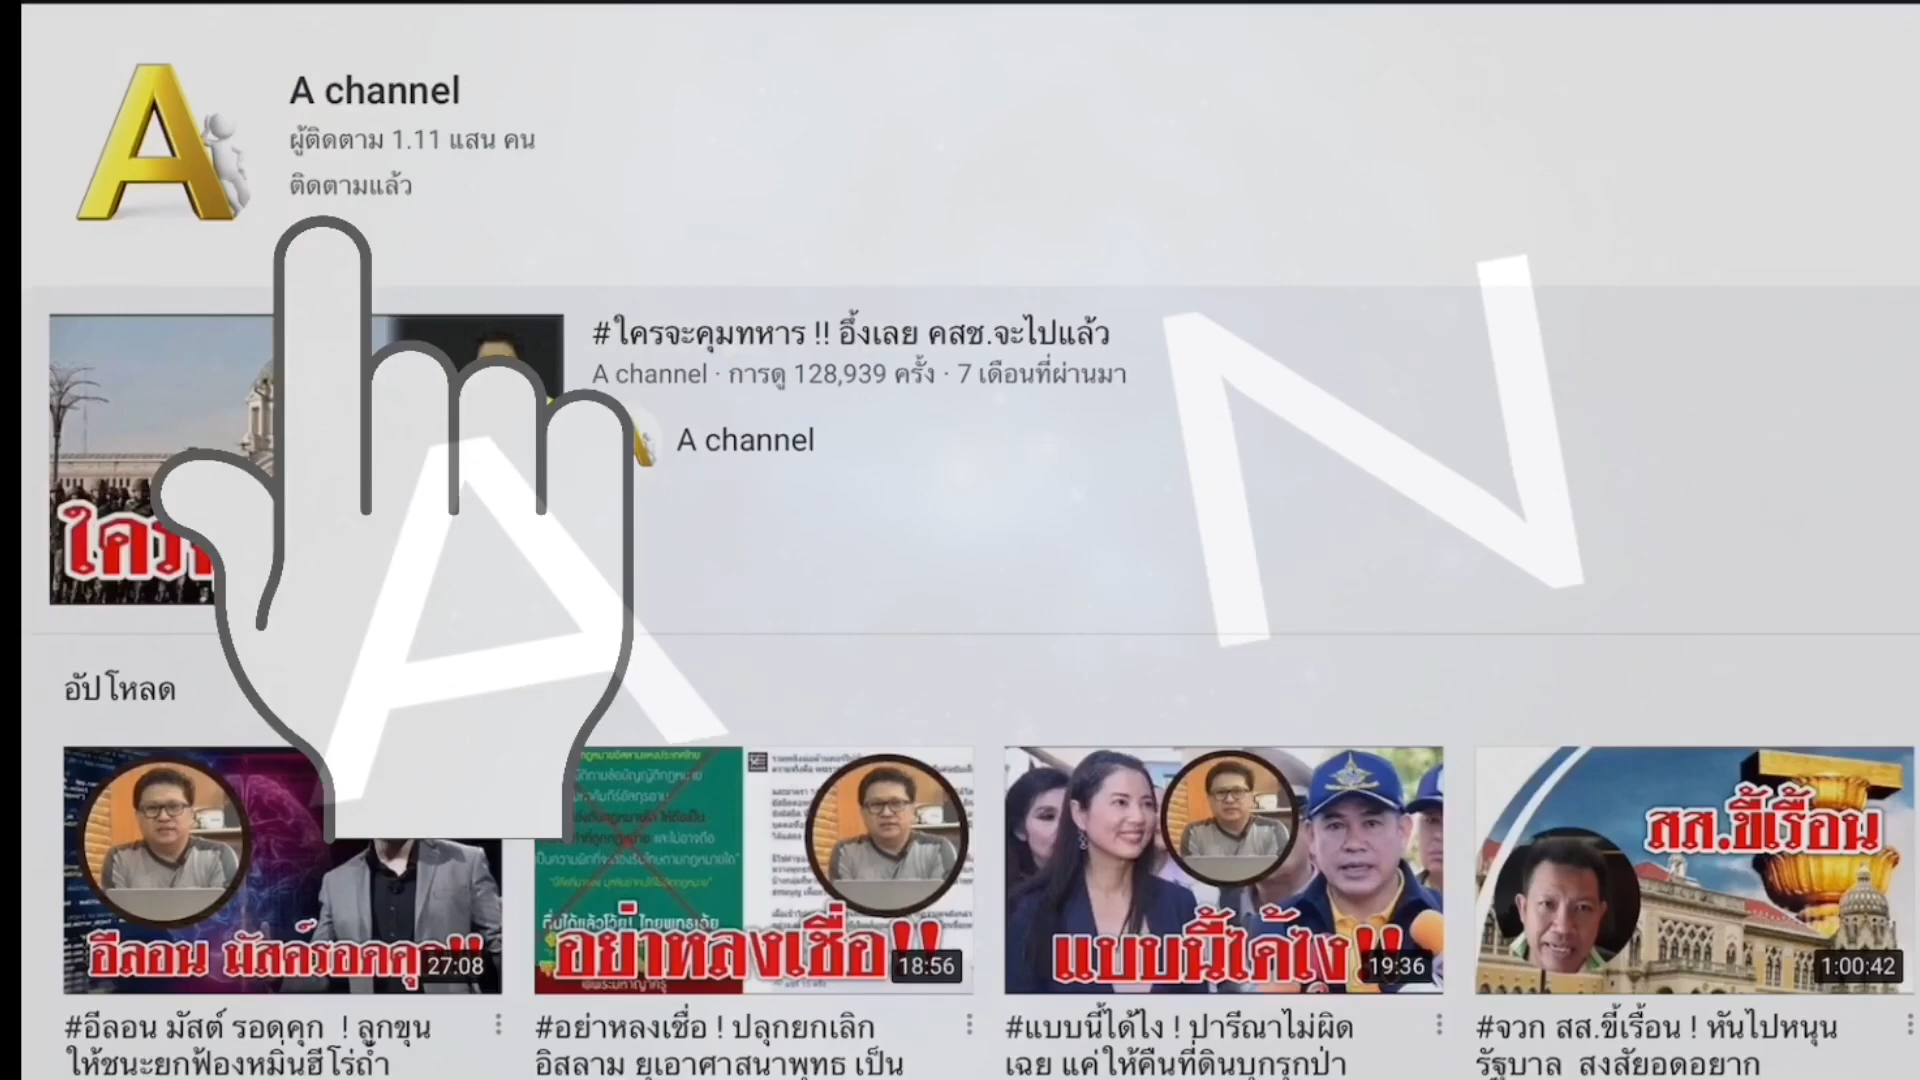 A channel
ผู้ติดตาม 1.11 แสน คน
ติดตามแล้ว
#ใครจะคุมทหาร !! อึ้งเลย คสช.จะไปแล้ว
A channel · การดู 128,939 ครั้ง · 7 เดือนที่ผ่านมา
A channel
A N
อัปโหลด
อีลอน มัสต์รอดคุก!!
27:08
อย่าหลงเชื่อ!!
18:56
แบบนี้ได้ไง!!
19:36
สส.ขี้เรื้อน
1:00:42
#อีลอน มัสต์ รอดคุก ! ลูกขุน
ให้ชนะยกฟ้องหมิ่นฮีโร่ถ้ำ
#อย่าหลงเชื่อ ! ปลุกยกเลิก
อิสลาม ยุเอาศาสนาพุทธ เป็น
#แบบนี้ได้ไง ! ปารีณาไม่ผิด
เฉย แค่ให้คืนที่ดินบุกรุกป่า
#จวก สส.ขี้เรื้อน ! หันไปหนุน
รัฐบาล สงสัยอดอยาก